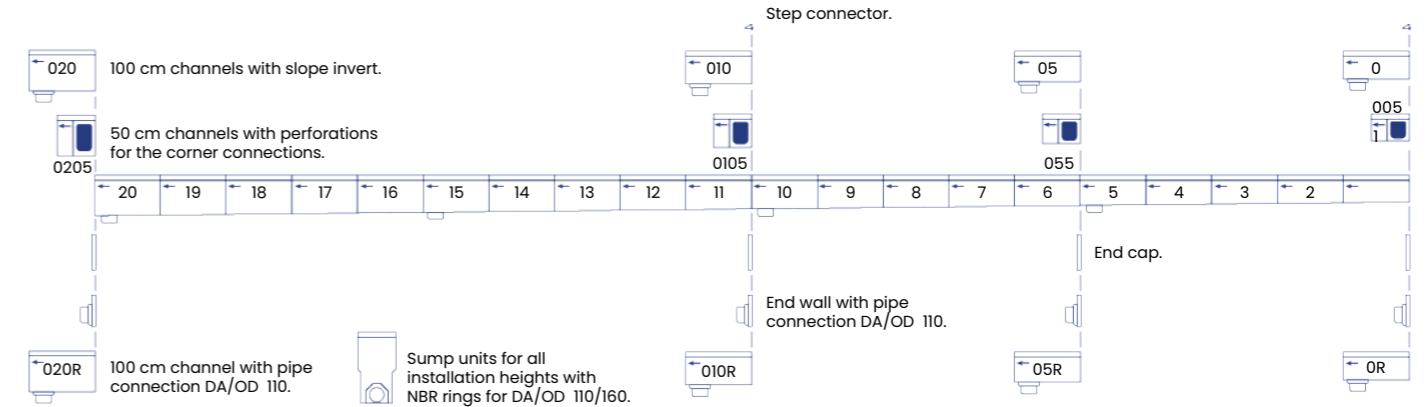 Step connector.
020
100 cm channels with slope invert.
010
05
0
005
1
50 cm channels with perforations
for the corner connections.
0205
0105
055
20 19 18 17 16 15 14 13 12 11 10 9 8 7 6 5 4 3 2
End cap.
End wall with pipe
connection DA/OD 110.
020R
100 cm channel with pipe
connection DA/OD 110.
Sump units for all
installation heights with
NBR rings for DA/OD 110/160.
010R
05R
0R